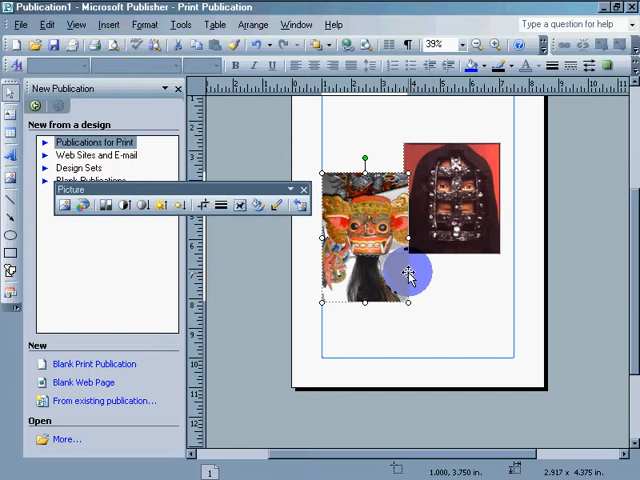 Publication1 - Microsoft Publisher - Print Publication
File Edit View Insert Format Tools Table Arrange Window Help Type a question for help
39%
New Publication
New from a design
Publications for Print
Web Sites and E-mail
Design Sets
Blank Publications
Picture
New
Blank Print Publication
Blank Web Page
From existing publication...
Open
More...
1
1.000, 3.750 in.
2.917 x 4.375 in.